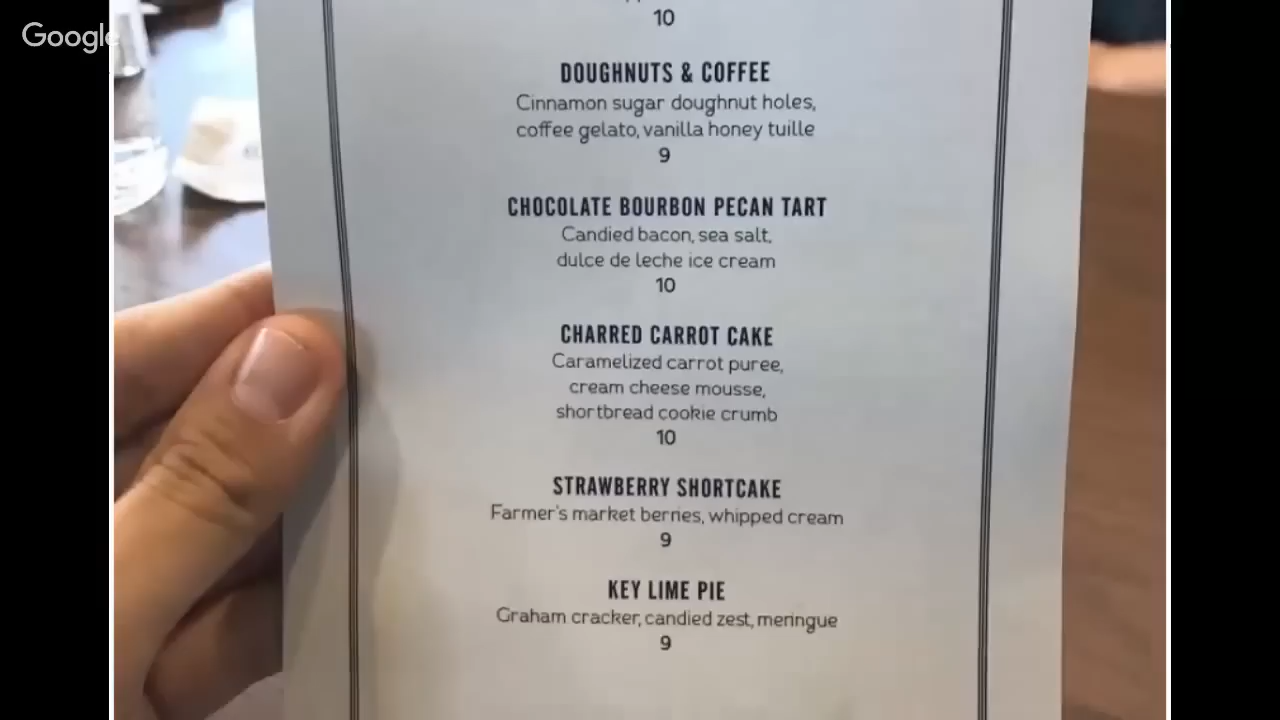 Google
10
DOUGHNUTS & COFFEE
Cinnamon sugar doughnut holes,
coffee gelato, vanilla honey tuille
9
CHOCOLATE BOURBON PECAN TART
Candied bacon, sea salt,
dulce de leche ice cream
10
CHARRED CARROT CAKE
Caramelized carrot puree,
cream cheese mousse,
shortbread cookie crumb
10
STRAWBERRY SHORTCAKE
Farmer's market berries, whipped cream
9
KEY LIME PIE
Graham cracker, candied zest, meringue
9